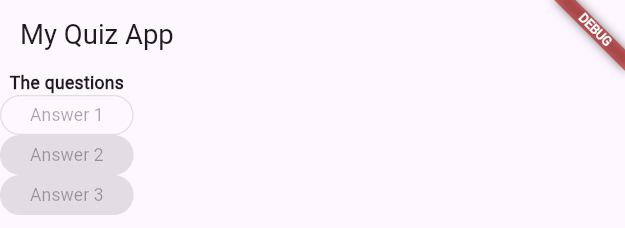 My Quiz App
DEBUG
The questions
Answer 1
Answer 2
Answer 3